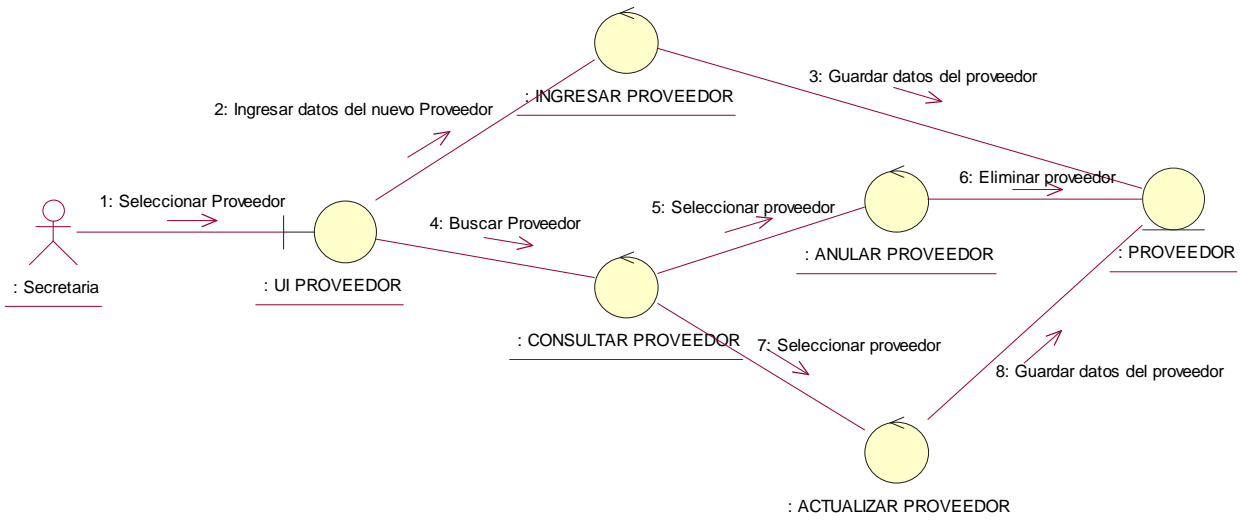 3: Guardar datos del proveedor
: INGRESAR PROVEEDOR
2: Ingresar datos del nuevo Proveedor
6: Eliminar proveedor
1: Seleccionar Proveedor
5: Seleccionar proveedor
4: Buscar Proveedor
: ANULAR PROVEEDOR
: PROVEEDOR
: Secretaria
: UI PROVEEDOR
: CONSULTAR PROVEEDOR
7: Seleccionar proveedor
8: Guardar datos del proveedor
: ACTUALIZAR PROVEEDOR